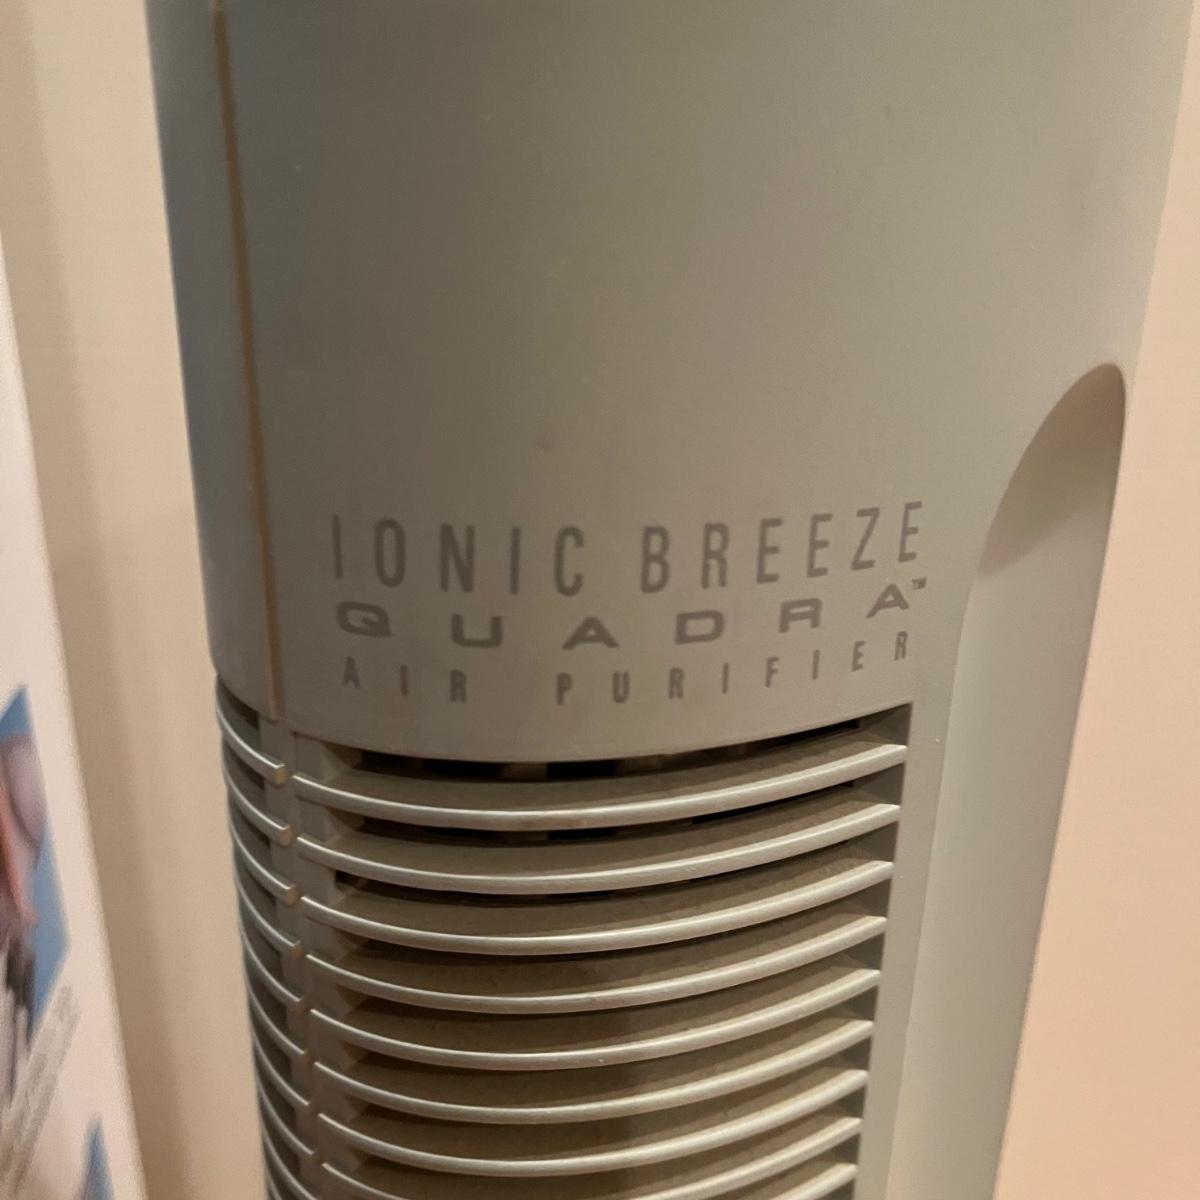 IONIC BREEZE
QUADRA™
AIR PURIFIER